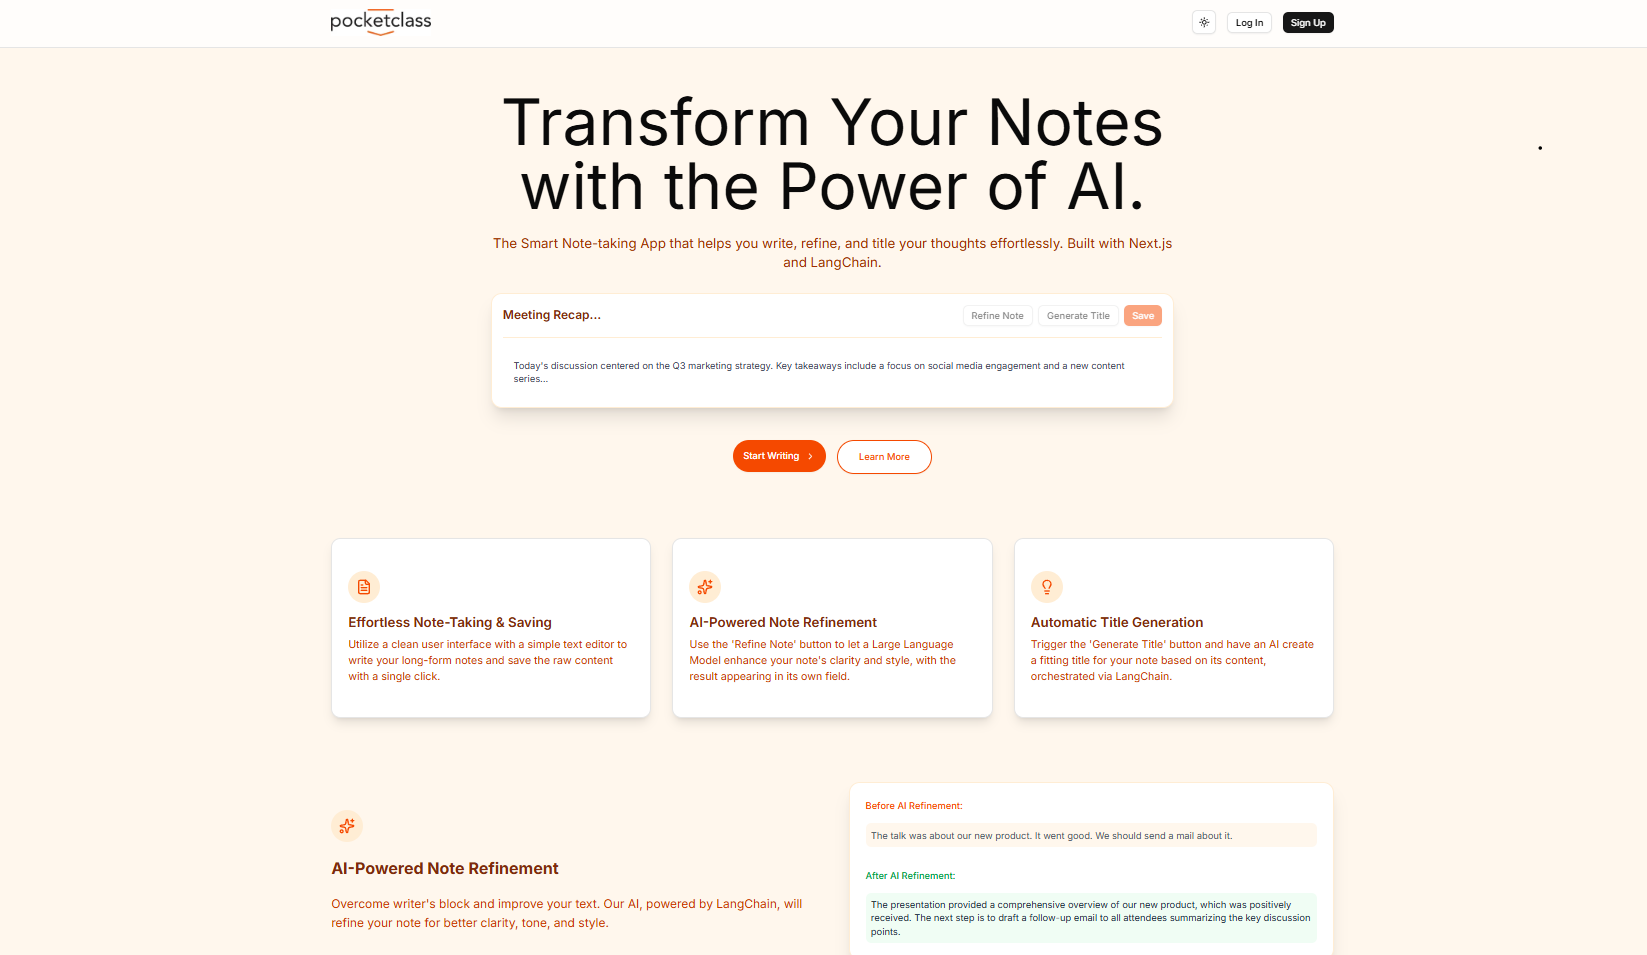 pocketclass
Log In
Sign Up
Transform Your Notes
with the Power of AI.
The Smart Note-taking App that helps you write, refine, and title your thoughts effortlessly. Built with Next.js
and LangChain.
Meeting Recap...
Refine Note
Generate Title
Save
Today's discussion centered on the Q3 marketing strategy. Key takeaways include a focus on social media engagement and a new content
series...
Start Writing
Learn More
Effortless Note-Taking & Saving
Utilize a clean user interface with a simple text editor to
write your long-form notes and save the raw content
with a single click.
AI-Powered Note Refinement
Use the 'Refine Note' button to let a Large Language
Model enhance your note's clarity and style, with the
result appearing in its own field.
Automatic Title Generation
Trigger the 'Generate Title' button and have an AI create
a fitting title for your note based on its content,
orchestrated via LangChain.
AI-Powered Note Refinement
Overcome writer's block and improve your text. Our AI, powered by LangChain, will
refine your note for better clarity, tone, and style.
Before AI Refinement:
The talk was about our new product. It went good. We should send a mail about it.
After AI Refinement:
The presentation provided a comprehensive overview of our new product, which was positively
received. The next step is to draft a follow-up email to all attendees summarizing the key discussion
points.